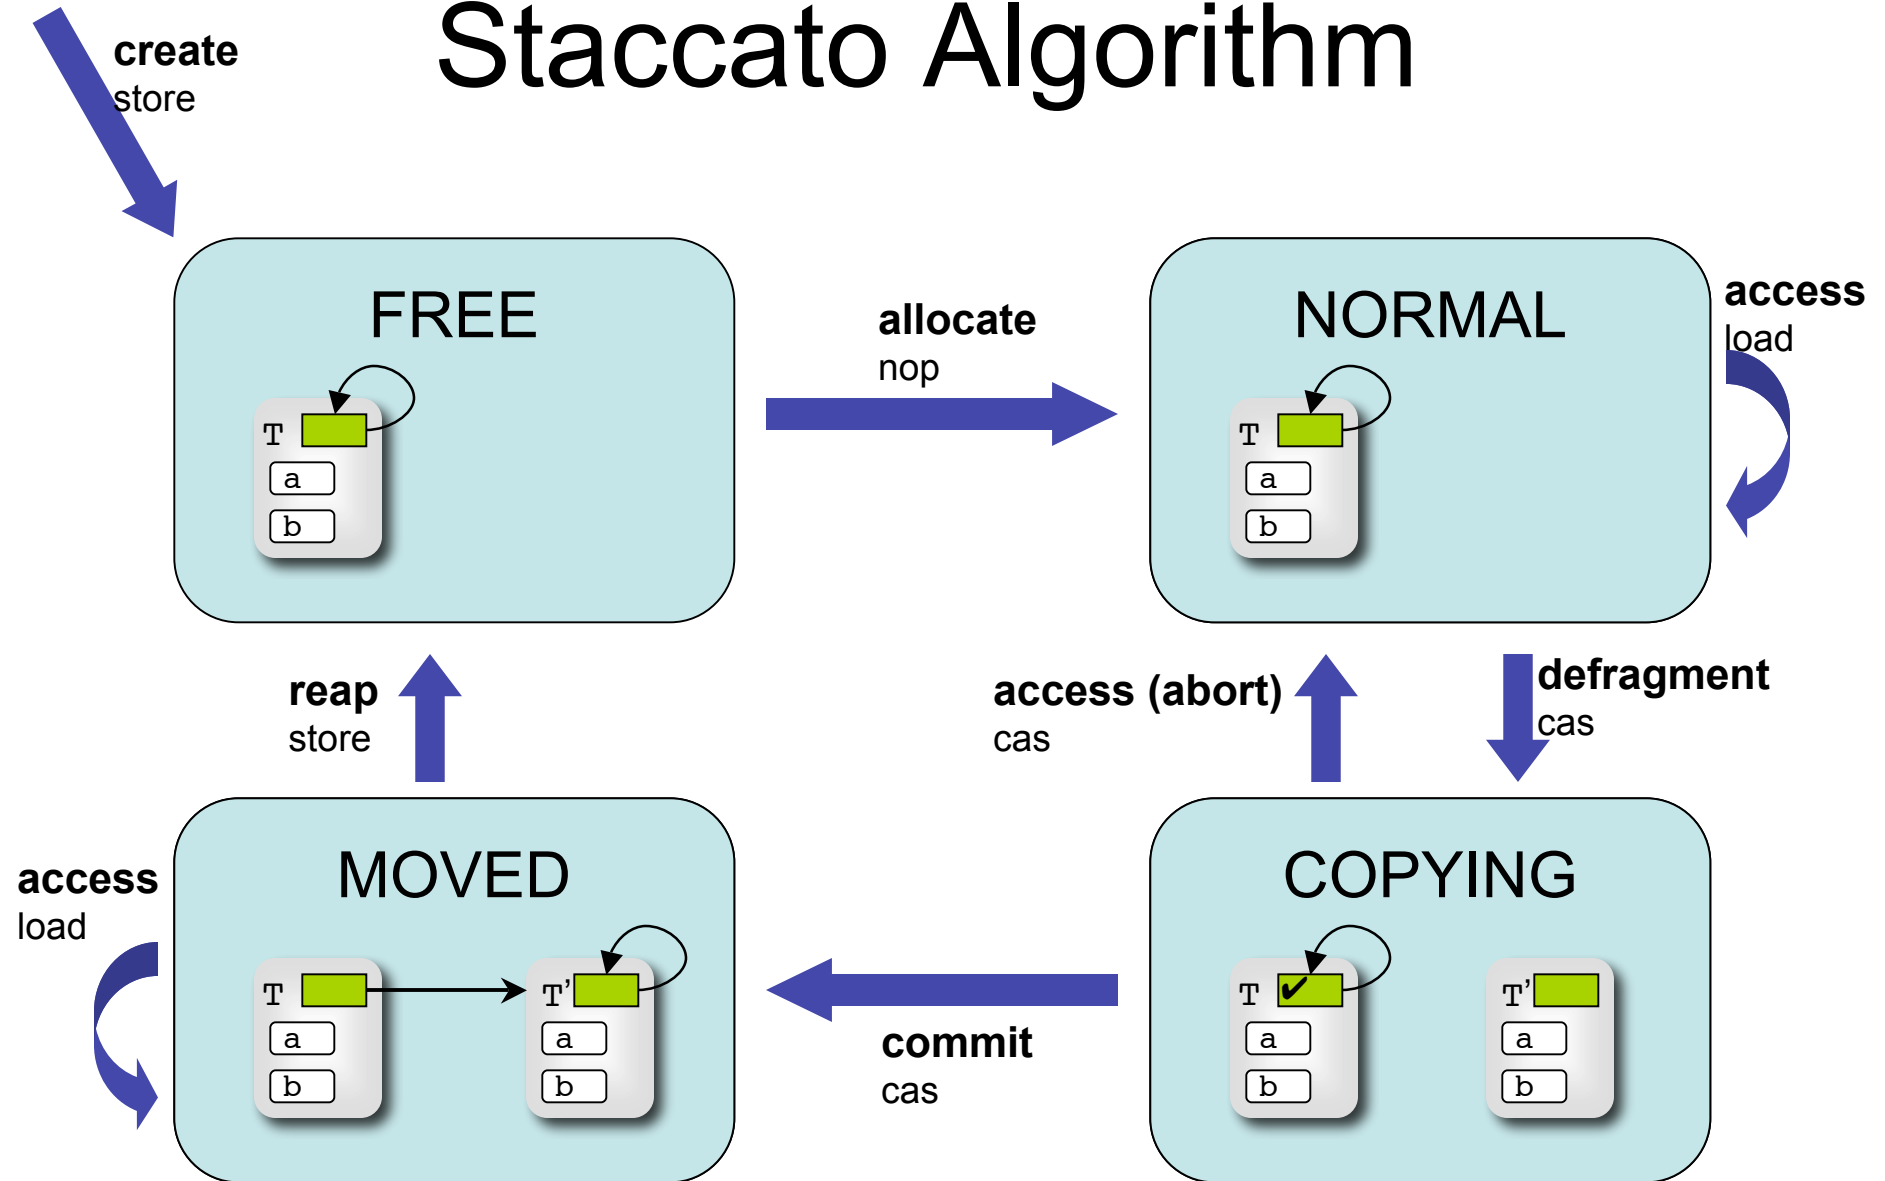 Staccato Algorithm
create
store
FREE
T
a
b
allocate
nop
NORMAL
T
a
b
access
load
reap
store
access (abort)
cas
defragment
cas
access
load
MOVED
T
a
b
T’
a
b
commit
cas
COPYING
T ✔
a
b
T’
a
b